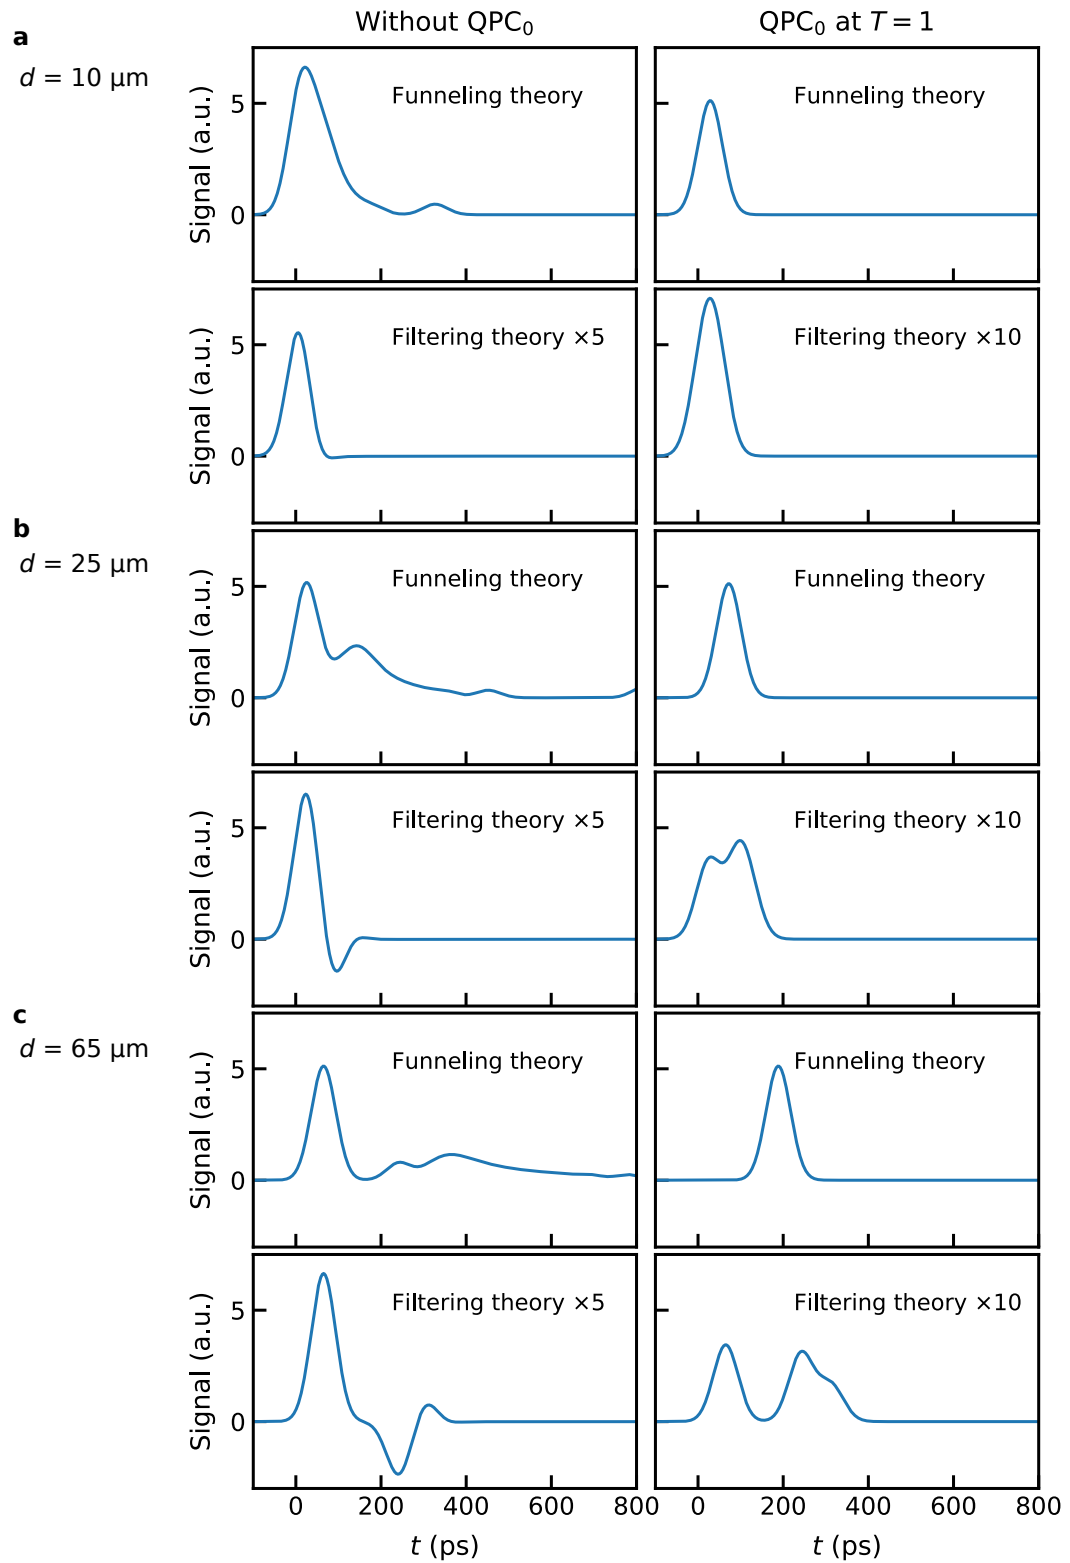 Without QPC₀ QPC₀ at T = 1
a
d = 10 μm
Signal (a.u.)
5
0
Funneling theory
Funneling theory
Signal (a.u.)
5
0
Filtering theory ×5
Filtering theory ×10
b
d = 25 μm
Signal (a.u.)
5
0
Funneling theory
Funneling theory
Signal (a.u.)
5
0
Filtering theory ×5
Filtering theory ×10
c
d = 65 μm
Signal (a.u.)
5
0
Funneling theory
Funneling theory
Signal (a.u.)
5
0
Filtering theory ×5
Filtering theory ×10
0 200 400 600 800 0 200 400 600 800
t (ps) t (ps)